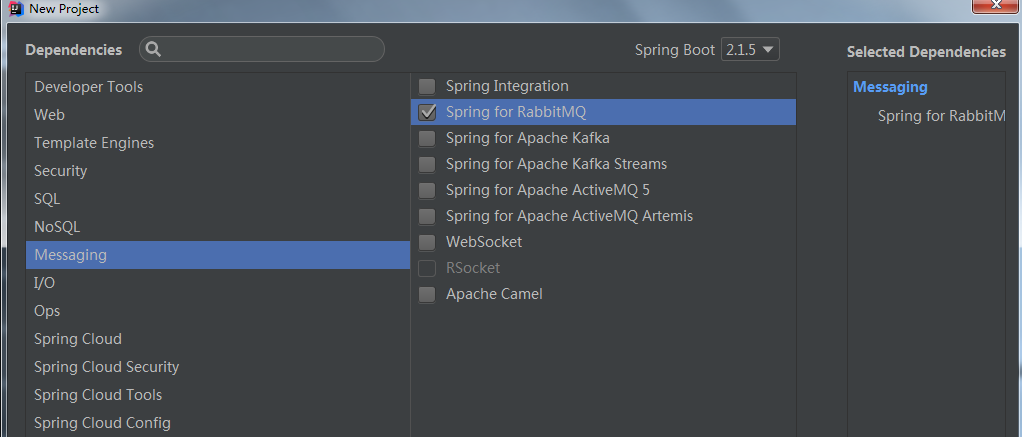 New Project
Dependencies
Spring Boot 2.1.5
Selected Dependencies
Developer Tools
Web
Template Engines
Security
SQL
NoSQL
Messaging
I/O
Ops
Spring Cloud
Spring Cloud Security
Spring Cloud Tools
Spring Cloud Config
Spring Integration
Spring for RabbitMQ
Spring for Apache Kafka
Spring for Apache Kafka Streams
Spring for Apache ActiveMQ 5
Spring for Apache ActiveMQ Artemis
WebSocket
RSocket
Apache Camel
Messaging
Spring for RabbitM